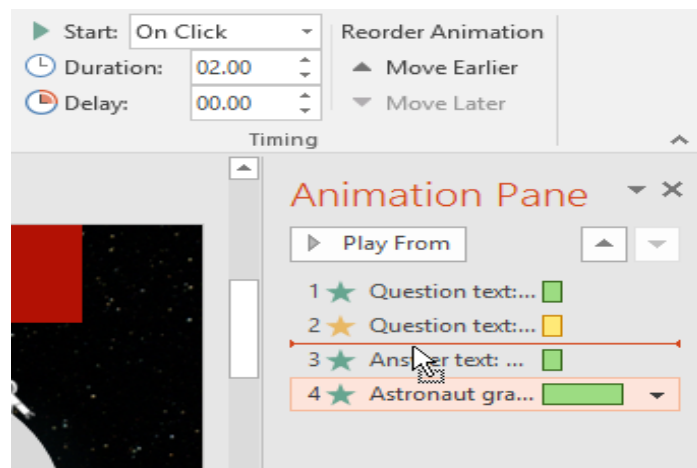 Start: On Click Reorder Animation
Duration: 02.00 Move Earlier
Delay: 00.00 Move Later
Timing
Animation Pane
Play From
1 Question text:...
2 Question text:...
3 Answer text: ...
4 Astronaut gra...